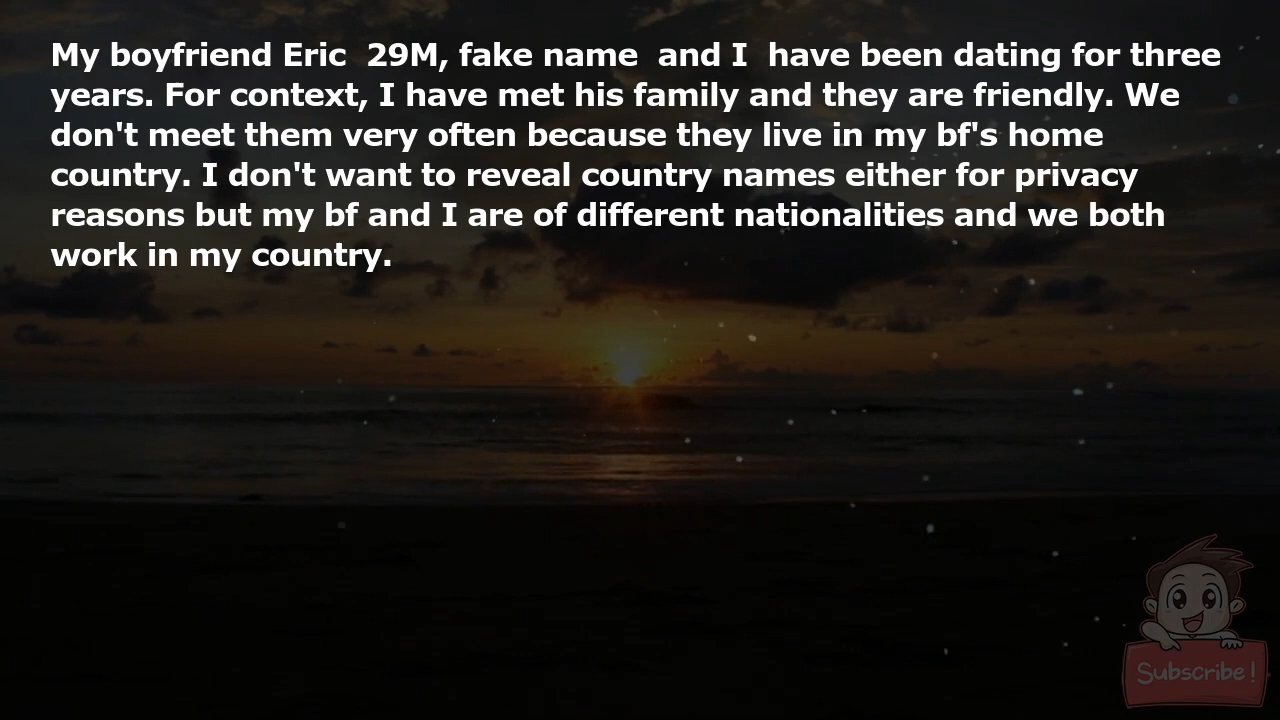 My boyfriend Eric  29M, fake name  and I  have been dating for three
years. For context, I have met his family and they are friendly. We
don't meet them very often because they live in my bf's home
country. I don't want to reveal country names either for privacy
reasons but my bf and I are of different nationalities and we both
work in my country.
Subscribe!